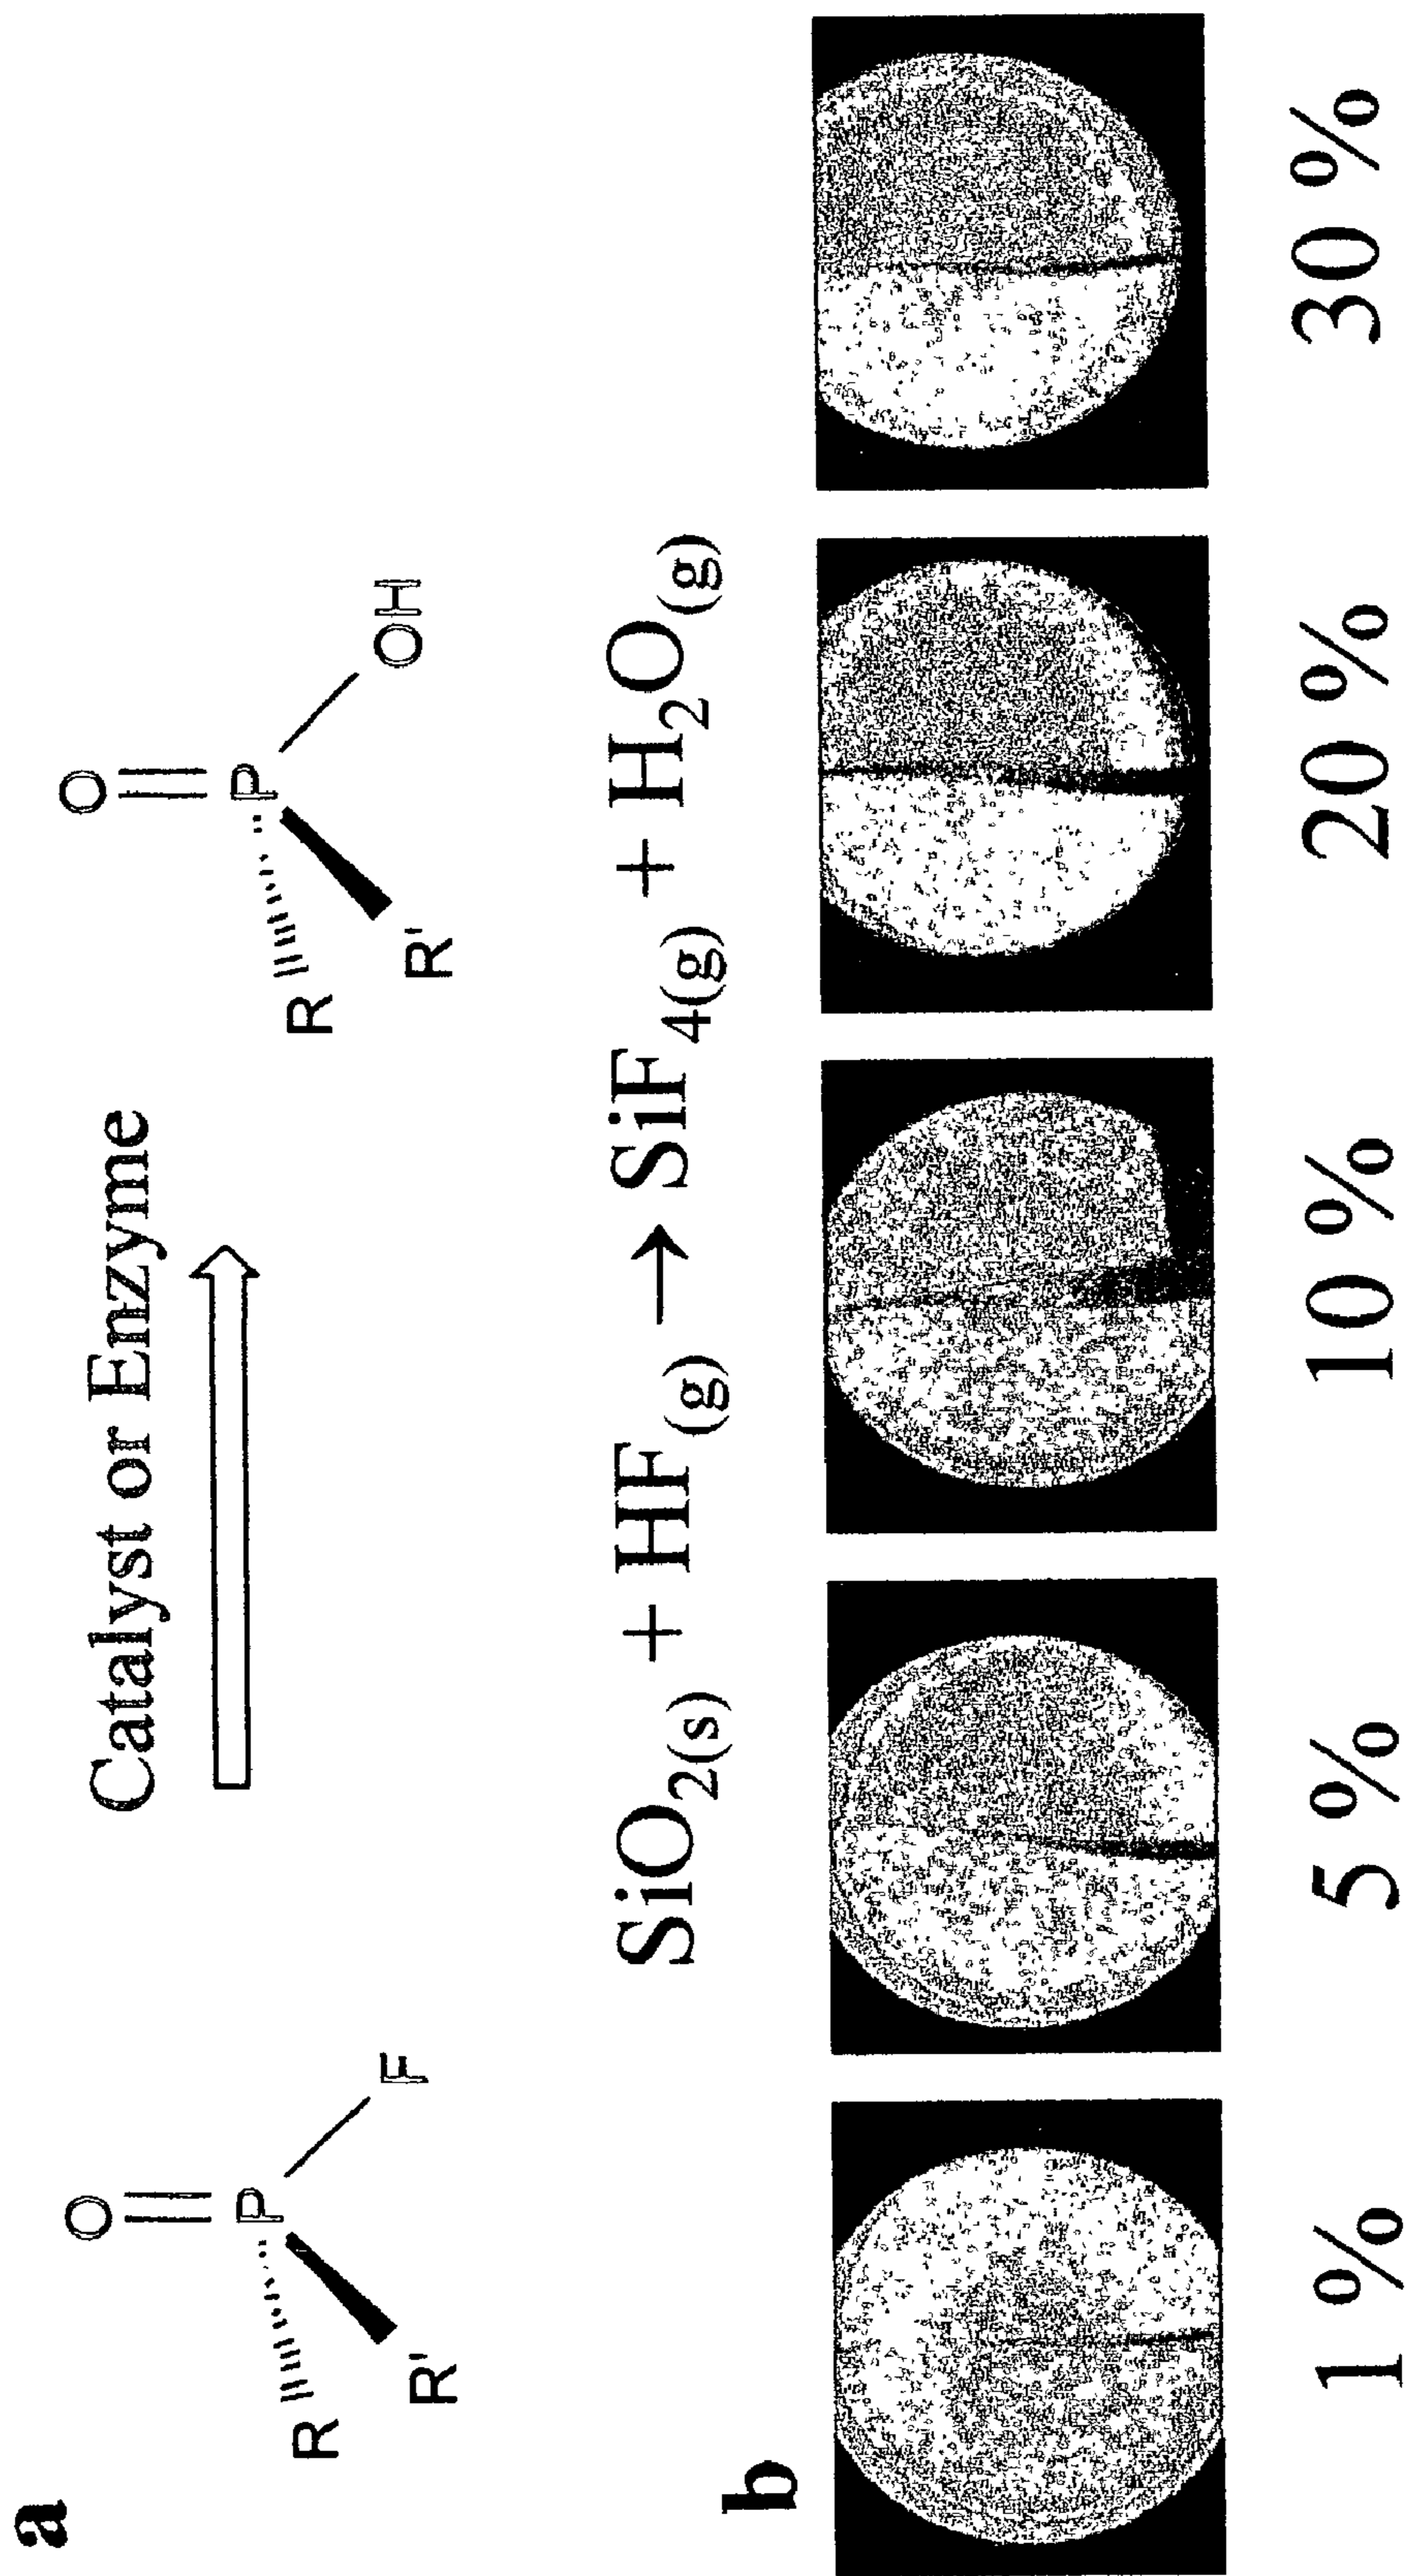 a
Catalyst or Enzyme
O
P
R
R'
F
O
P
R
R'
OH
SiO2(s) + HF(g) → SiF4(g) + H2O(g)
b
1 %
5 %
10 %
20 %
30 %